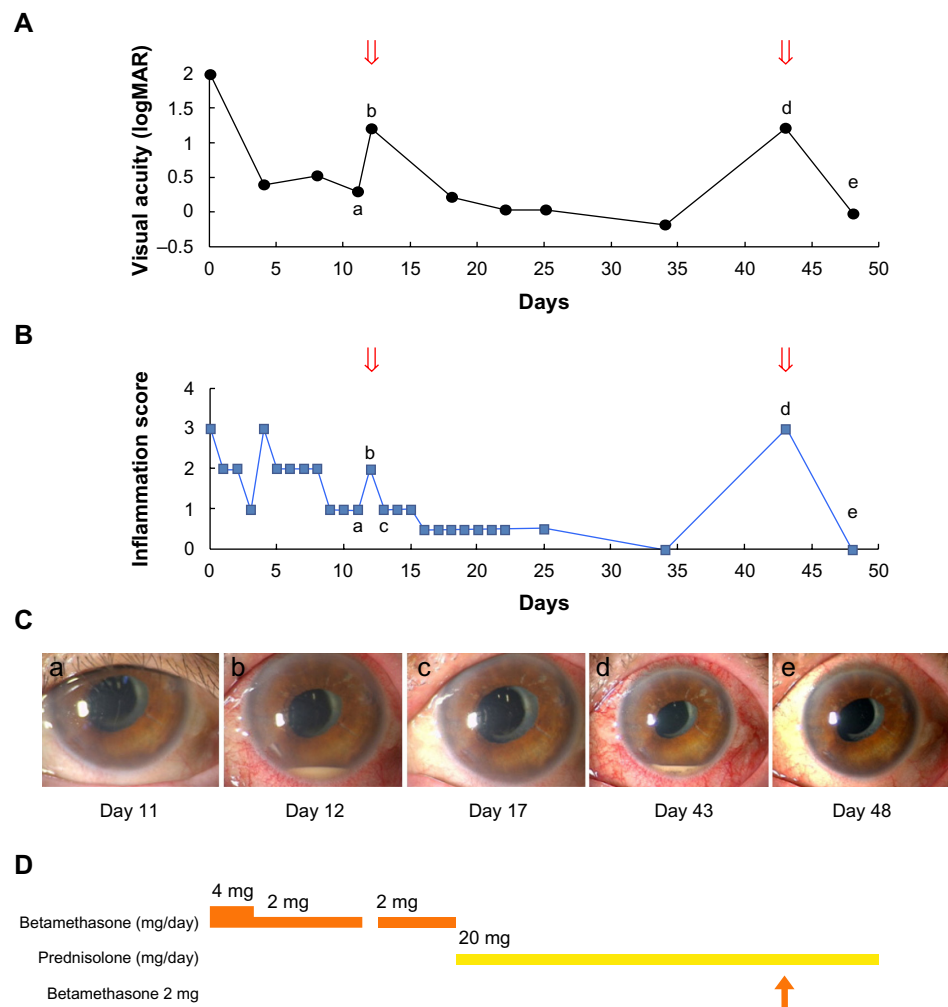 A
Visual acuity (logMAR)
2
1.5
1
0.5
0
–0.5
b
a
d
e
0 5 10 15 20 25 30 35 40 45 50
Days
B
Inflammation score
4
3
2
1
0
b
a
c
d
e
0 5 10 15 20 25 30 35 40 45 50
Days
C
a b c d e
Day 11 Day 12 Day 17 Day 43 Day 48
D
4 mg
2 mg 2 mg
Betamethasone (mg/day)
20 mg
Prednisolone (mg/day)
Betamethasone 2 mg